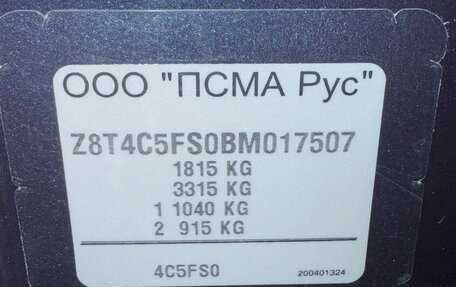 ООО "ПСМА Рус"
Z8T4C5FS0BM017507
1815 KG
3315 KG
1 1040 KG
2 915 KG
4C5FS0
200401324